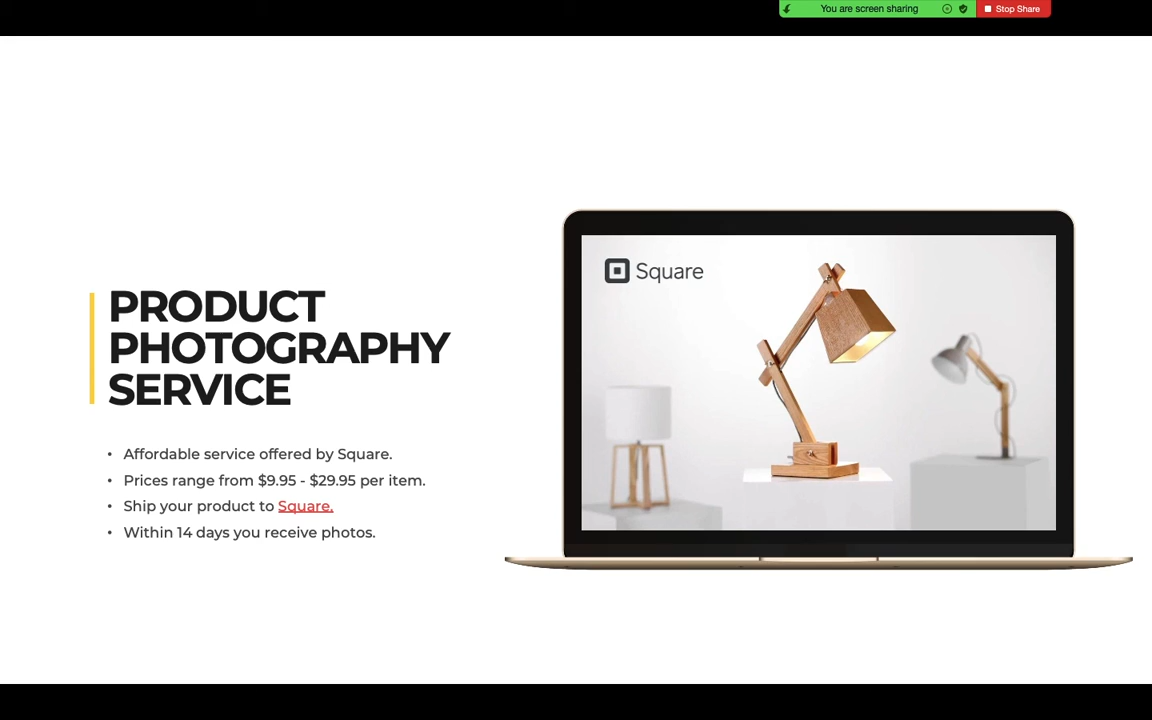 You are screen sharing
Stop Share
PRODUCT
PHOTOGRAPHY
SERVICE
• Affordable service offered by Square.
• Prices range from $9.95 - $29.95 per item.
• Ship your product to Square.
• Within 14 days you receive photos.
Square